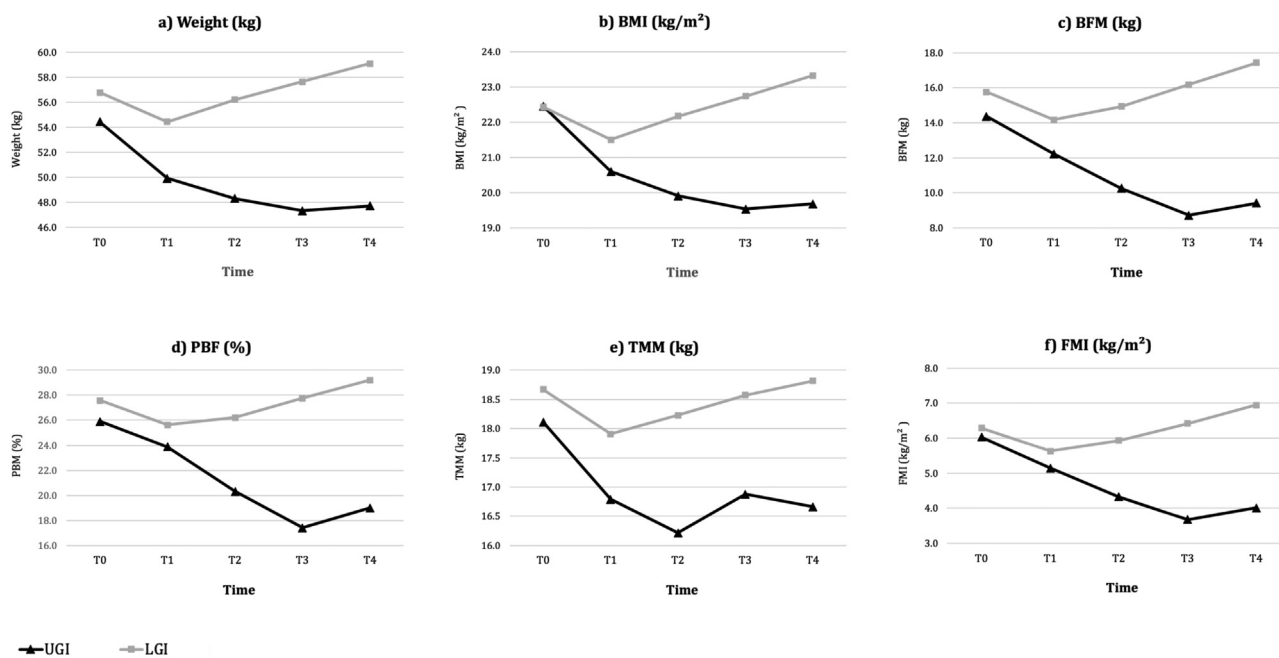 a) Weight (kg)
60.0
58.0
56.0
54.0
52.0
50.0
48.0
46.0
Weight (kg)
T0 T1 T2 T3 T4
Time
b) BMI (kg/m²)
24.0
23.0
22.0
21.0
20.0
19.0
BMI (kg/m²)
T0 T1 T2 T3 T4
Time
c) BFM (kg)
18.0
16.0
14.0
12.0
10.0
8.0
BFM (kg)
T0 T1 T2 T3 T4
Time
d) PBF (%)
30.0
28.0
26.0
24.0
22.0
20.0
18.0
16.0
PBM (%)
T0 T1 T2 T3 T4
Time
e) TMM (kg)
19.0
18.5
18.0
17.5
17.0
16.5
16.0
TMM (kg)
T0 T1 T2 T3 T4
Time
f) FMI (kg/m²)
8.0
7.0
6.0
5.0
4.0
3.0
FMI (kg/m²)
T0 T1 T2 T3 T4
Time
UGI LGI